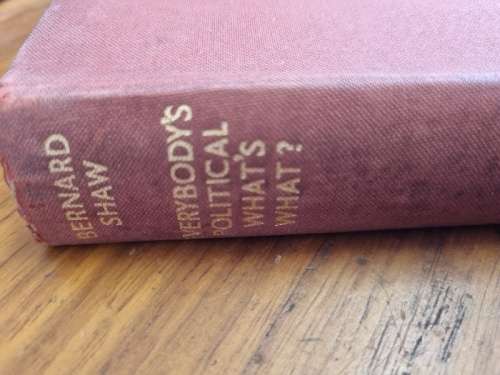 BERNARD
SHAW
EVERYBODY'S
POLITICAL
WHAT'S
WHAT?